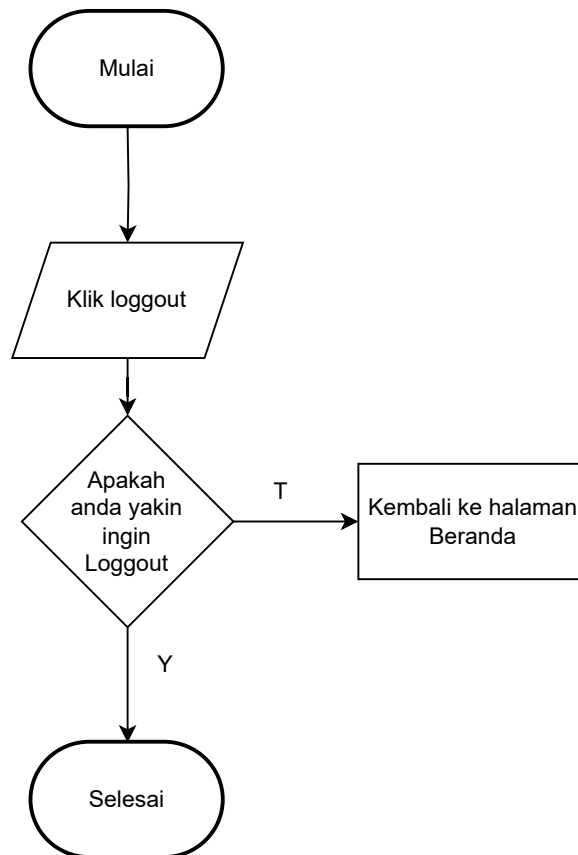 Mulai
Klik loggout
Apakah
anda yakin
ingin
Loggout
T
Kembali ke halaman
Beranda
Y
Selesai